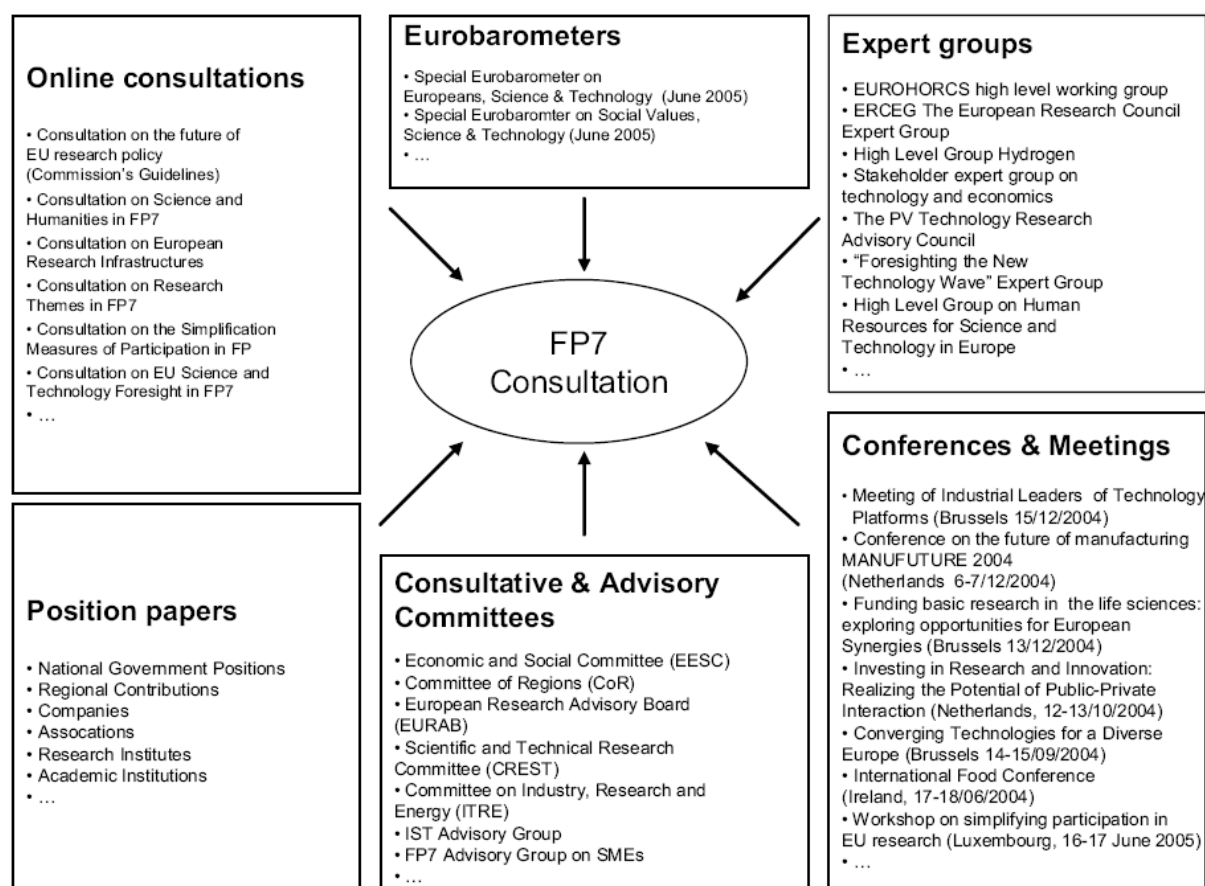 Online consultations
• Consultation on the future of
EU research policy
(Commission's Guidelines)
• Consultation on Science and
Humanities in FP7
• Consultation on European
Research Infrastructures
• Consultation on Research
Themes in FP7
• Consultation on the Simplification
Measures of Participation in FP
• Consultation on EU Science and
Technology Foresight in FP7
• ...
Eurobarometers
• Special Eurobarometer on
Europeans, Science & Technology (June 2005)
• Special Eurobaromter on Social Values,
Science & Technology (June 2005)
• ...
Expert groups
• EUROHORCS high level working group
• ERCEG The European Research Council
Expert Group
• High Level Group Hydrogen
• Stakeholder expert group on
technology and economics
• The PV Technology Research
Advisory Council
• “Foresighting the New
Technology Wave” Expert Group
• High Level Group on Human
Resources for Science and
Technology in Europe
• ...
FP7
Consultation
Position papers
• National Government Positions
• Regional Contributions
• Companies
• Assocations
• Research Institutes
• Academic Institutions
• ...
Consultative & Advisory
Committees
• Economic and Social Committee (EESC)
• Committee of Regions (CoR)
• European Research Advisory Board
(EURAB)
• Scientific and Technical Research
Committee (CREST)
• Committee on Industry, Research and
Energy (ITRE)
• IST Advisory Group
• FP7 Advisory Group on SMEs
• ...
Conferences & Meetings
• Meeting of Industrial Leaders of Technology
Platforms (Brussels 15/12/2004)
• Conference on the future of manufacturing
MANUFUTURE 2004
(Netherlands 6-7/12/2004)
• Funding basic research in the life sciences:
exploring opportunities for European
Synergies (Brussels 13/12/2004)
• Investing in Research and Innovation:
Realizing the Potential of Public-Private
Interaction (Netherlands, 12-13/10/2004)
• Converging Technologies for a Diverse
Europe (Brussels 14-15/09/2004)
• International Food Conference
(Ireland, 17-18/06/2004)
• Workshop on simplifying participation in
EU research (Luxembourg, 16-17 June 2005)
• ...